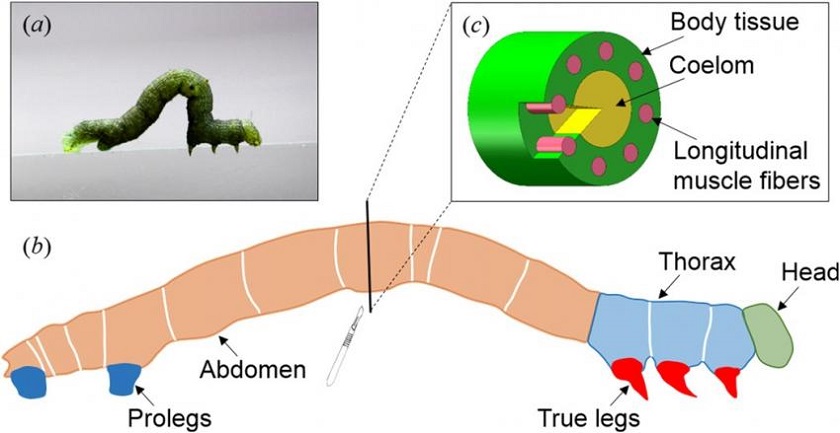 (a)
(c)
Body tissue
Coelom
Longitudinal
muscle fibers
(b)
Thorax
Head
Abdomen
Prolegs
True legs